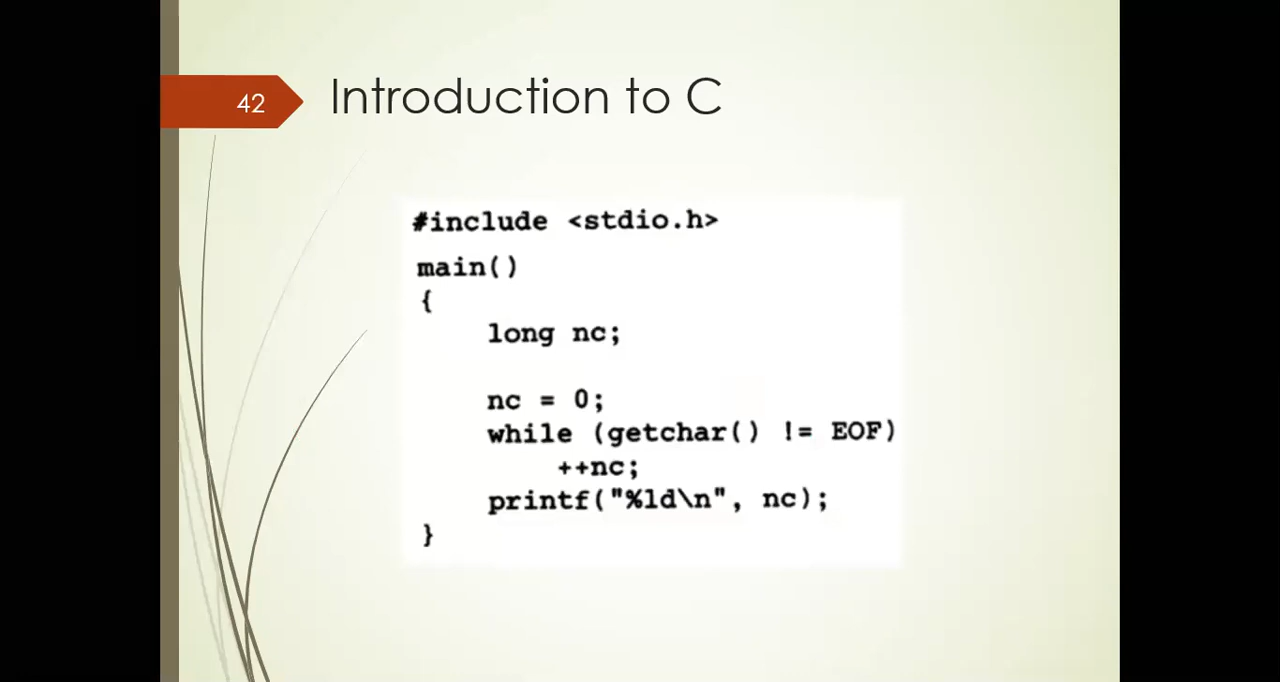 42
Introduction to C
#include <stdio.h>
main()
{
long nc;
nc = 0;
while (getchar() != EOF)
++nc;
printf("%ld\n", nc);
}